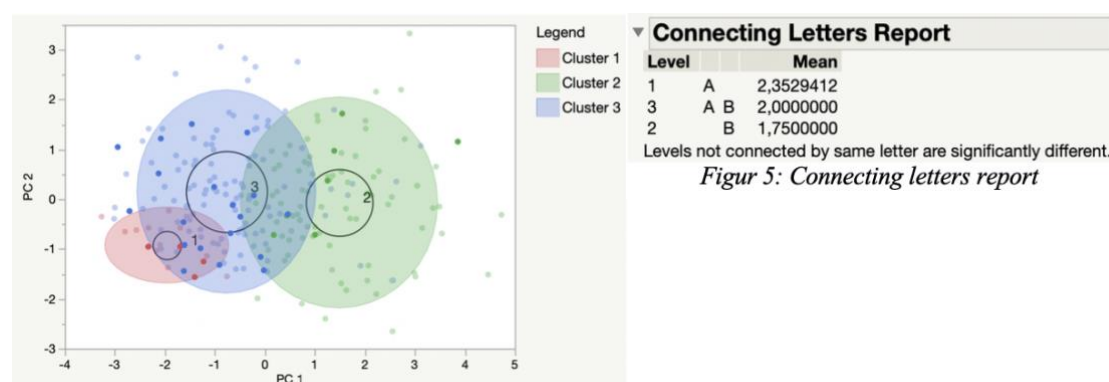 Legend
Cluster 1
Cluster 2
Cluster 3
3
2
1
0
-1
-2
-3
PC 2
3
2
1
-4
-3
-2
-1
0
1
2
3
4
5
PC 1
Connecting Letters Report
Level Mean
1 A 2,3529412
3 A B 2,0000000
2 B 1,7500000
Levels not connected by same letter are significantly different.
Figur 5: Connecting letters report